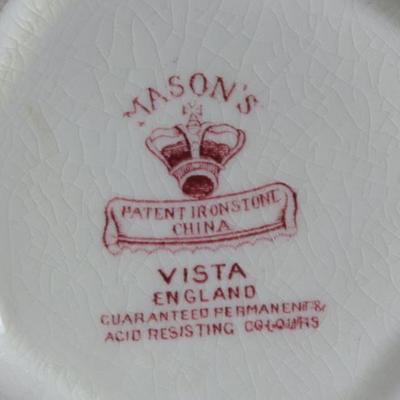 MASON'S
PATENT IRONSTONE
CHINA
VISTA
ENGLAND
GUARANTEED PERMANENT &
ACID RESISTING COLOURS